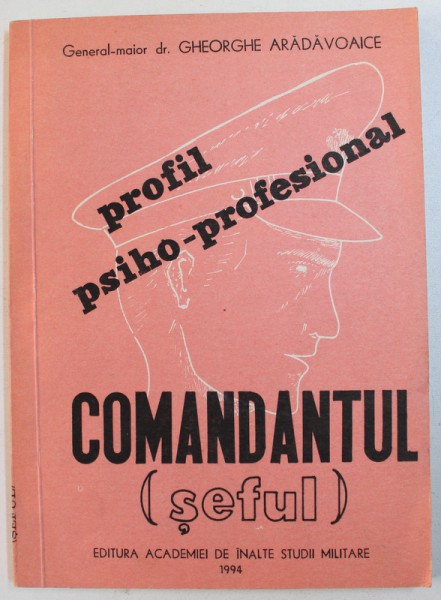 General-maior dr. GHEORGHE ARĂDĂVOAICE
profil
psiho-profesional
COMANDANTUL
(șeful)
EDITURA ACADEMIEI DE ÎNALTE STUDII MILITARE
1994